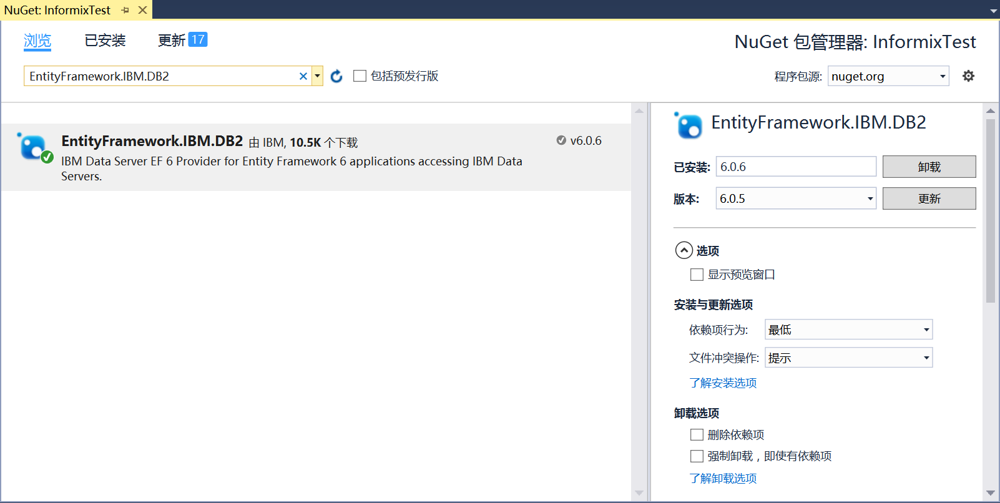 NuGet: InformixTest
浏览 已安装 更新 17
NuGet 包管理器: InformixTest
EntityFramework.IBM.DB2 包括预发行版
程序包源: nuget.org
EntityFramework.IBM.DB2 由 IBM, 10.5K 个下载 v6.0.6
IBM Data Server EF 6 Provider for Entity Framework 6 applications accessing IBM Data
Servers.
EntityFramework.IBM.DB2
已安装: 6.0.6 卸载
版本: 6.0.5 更新
选项
显示预览窗口
安装与更新选项
依赖项行为: 最低
文件冲突操作: 提示
了解安装选项
卸载选项
删除依赖项
强制卸载，即使有依赖项
了解卸载选项